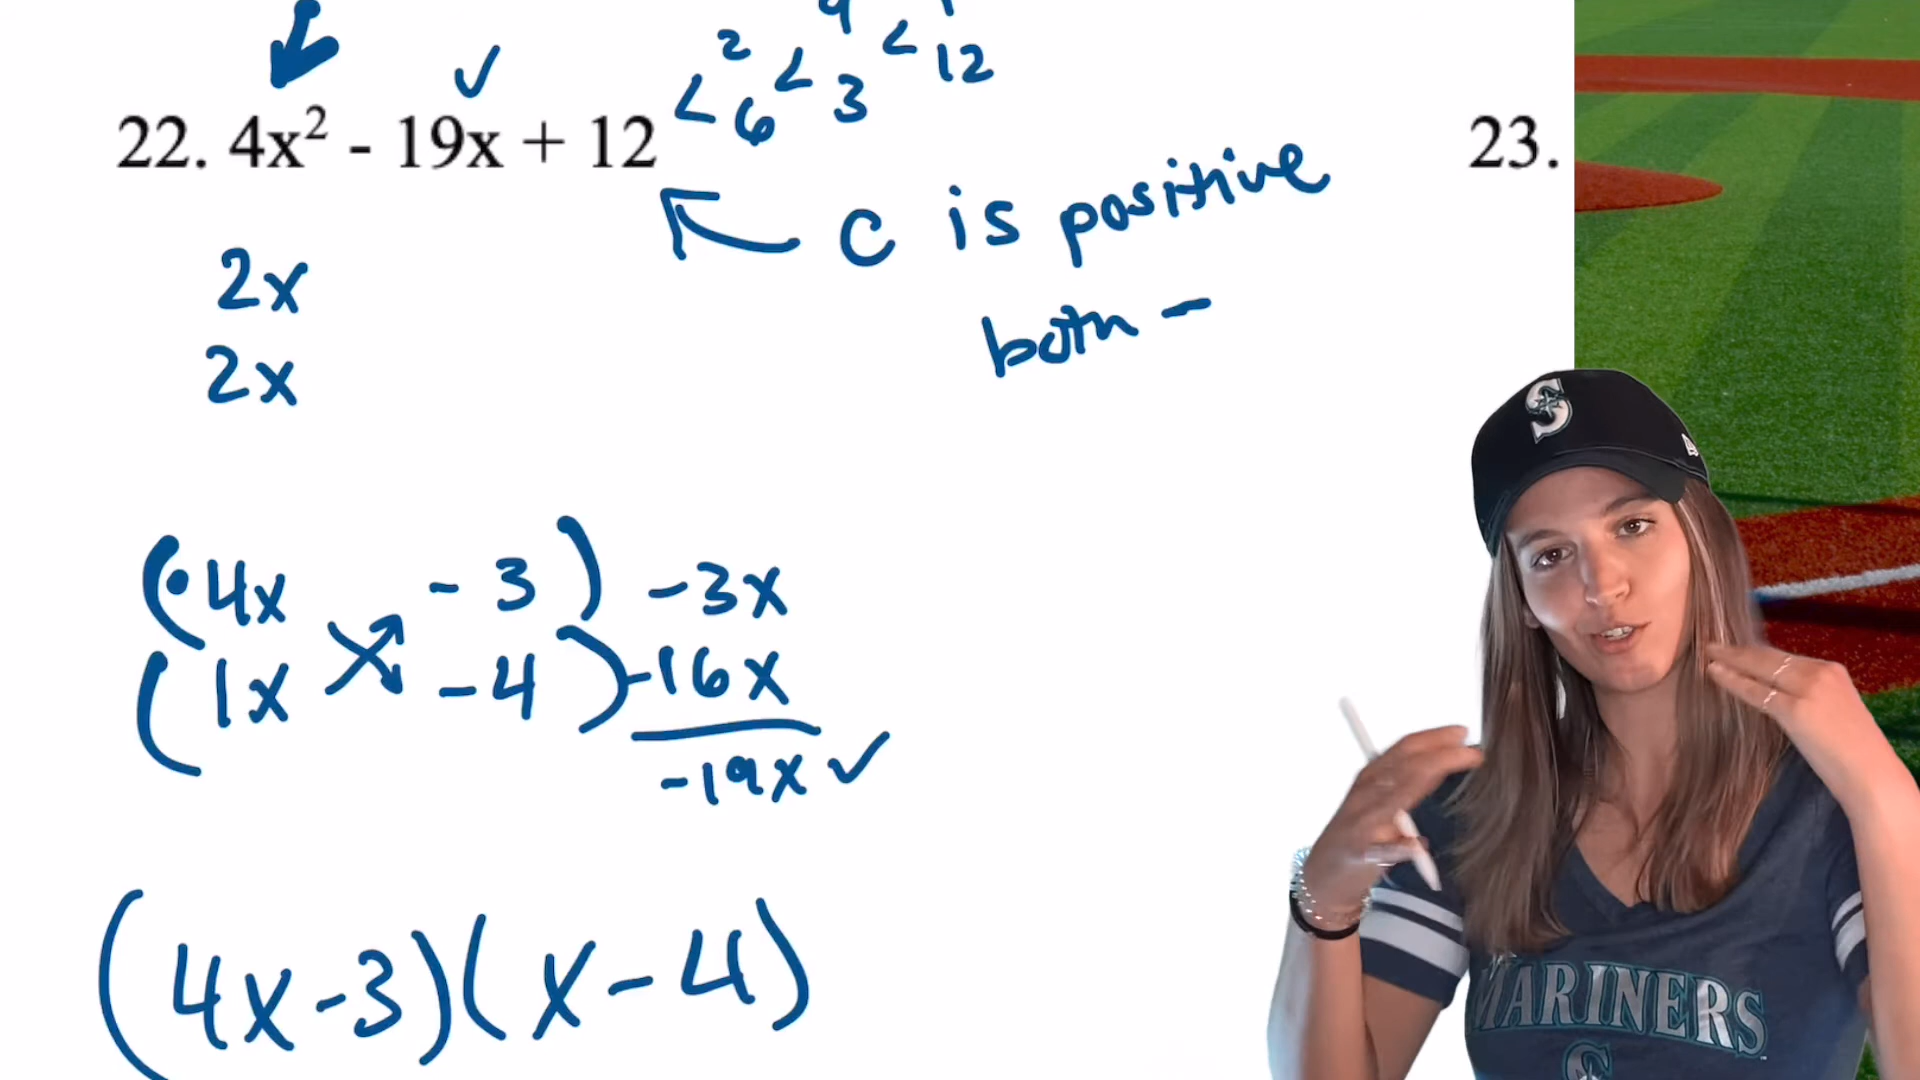 22. 4x² - 19x + 12
< 2 6 < 3 < 12
23.
C is positive
both -
2x
2x
(4x - 3) -3x
(1x - 4) -16x
-19x ✓
(4x-3)(x-4)
S
MARINERS